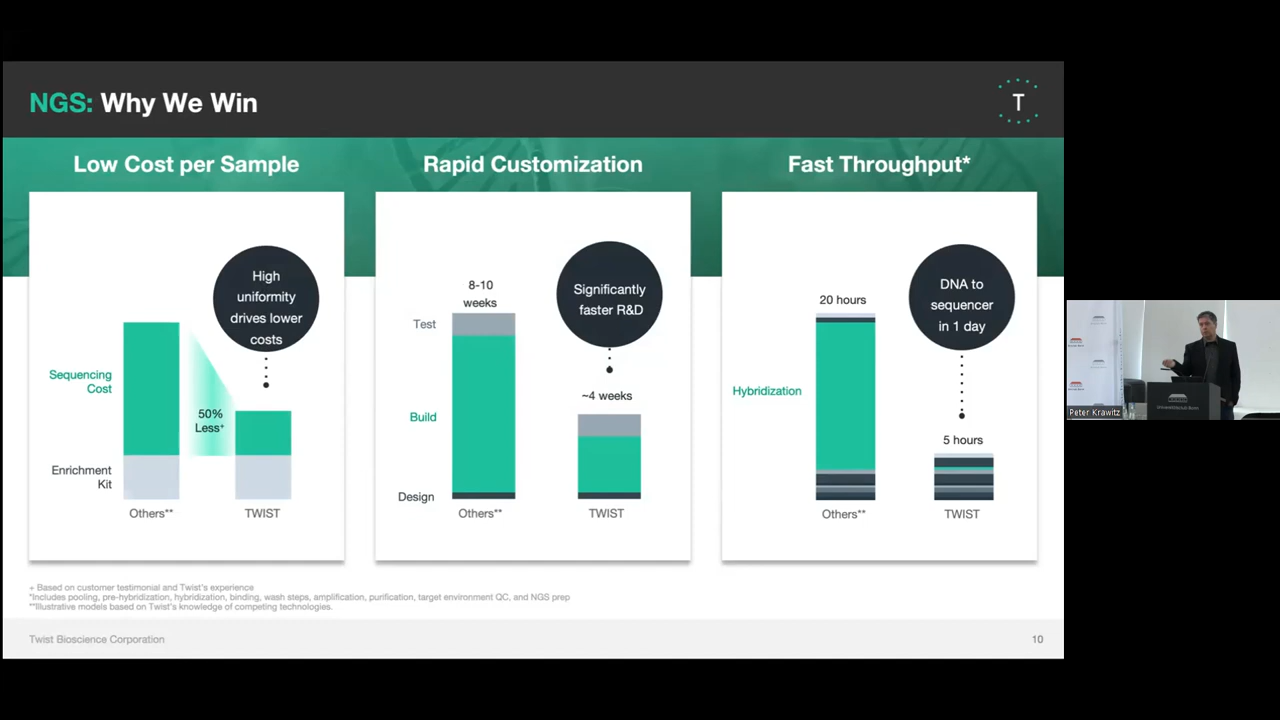 NGS: Why We Win
T
Low Cost per Sample
High
uniformity
drives lower
costs
Sequencing
Cost
50%
Less+
Enrichment
Kit
Others**
TWIST
Rapid Customization
8-10
weeks
Significantly
faster R&D
Test
~4 weeks
Build
Design
Others**
TWIST
Fast Throughput*
20 hours
DNA to
sequencer
in 1 day
Hybridization
5 hours
Others**
TWIST
+ Based on customer testimonial and Twist's experience
*Includes pooling, pre-hybridization, hybridization, binding, wash steps, amplification, purification, target environment QC, and NGS prep
**Illustrative models based on Twist's knowledge of competing technologies.
Twist Bioscience Corporation
10
Peter Krawitz
Universitätsclub Bonn